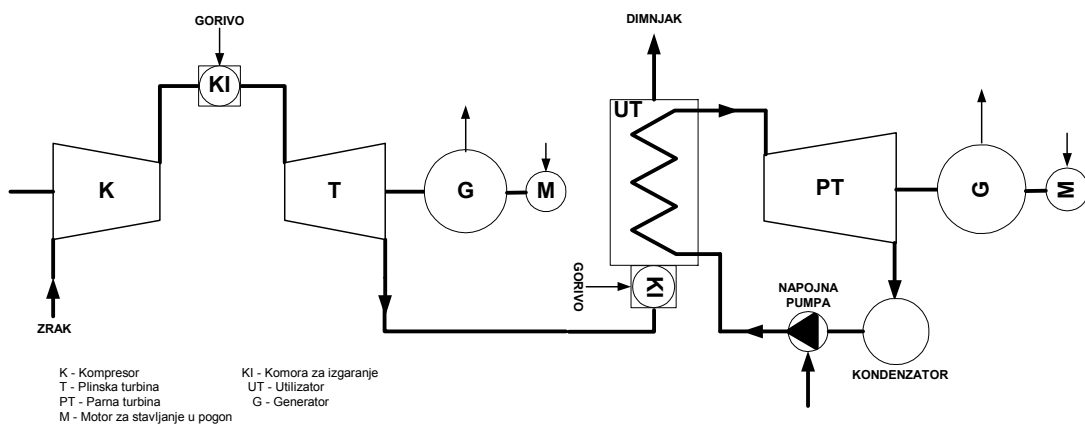 GORIVO
DIMNJAK
KI
UT
K
T
G
M
PT
G
M
GORIVO
KI
NAPOJNA
PUMPA
ZRAK
KONDENZATOR
K - Kompresor
KI - Komora za izgaranje
T - Plinska turbina
UT - Utilizator
PT - Parna turbina
G - Generator
M - Motor za stavljanje u pogon